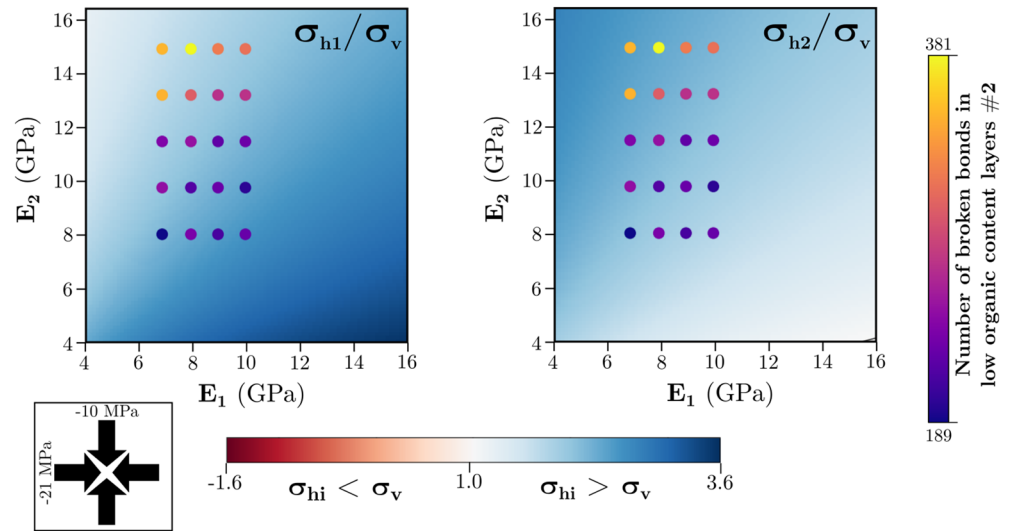 σh1/σv
16
14
12
10
8
6
4
E2 (GPa)
4
6
8
10
12
14
16
E1 (GPa)
σh2/σv
16
14
12
10
8
6
4
E2 (GPa)
4
6
8
10
12
14
16
E1 (GPa)
381
Number of broken bonds in
low organic content layers #2
189
-10 MPa
-21 MPa
-1.6
1.0
3.6
σhi < σv
σhi > σv